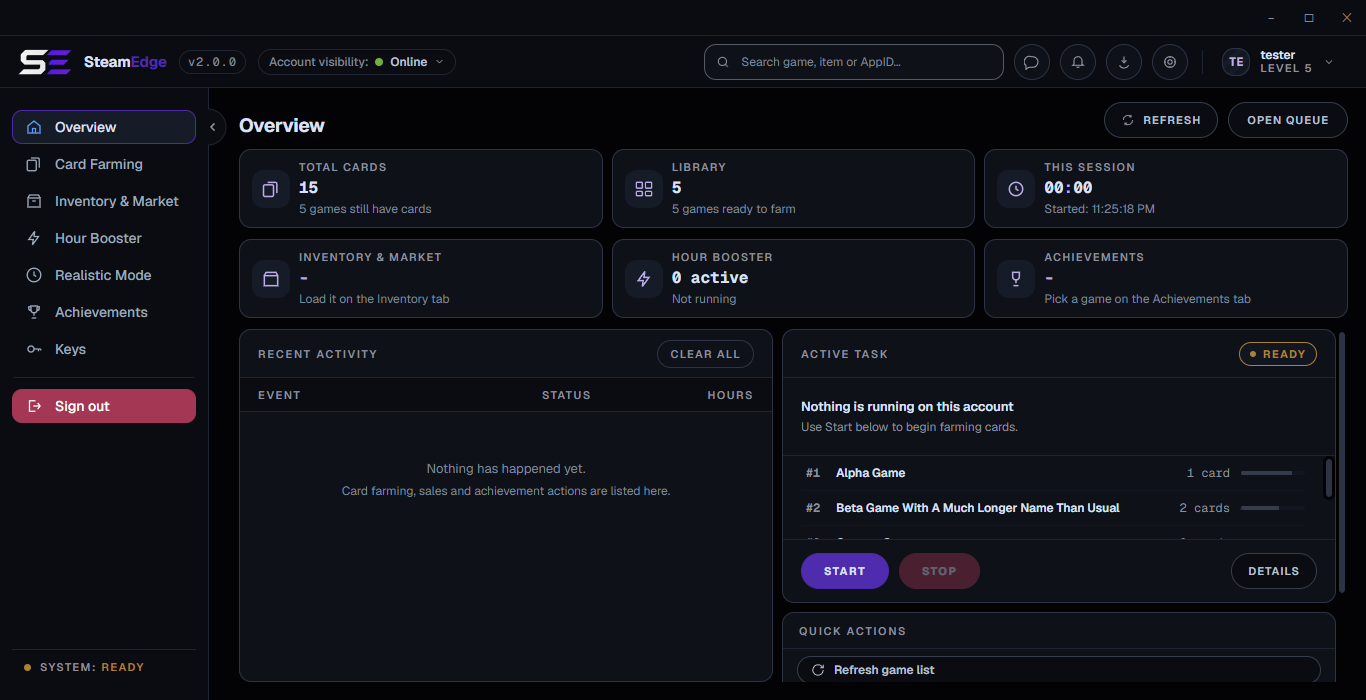 SE SteamEdge v2.0.0 Account visibility: Online
Search game, item or AppID...
TE tester
LEVEL 5
Overview
Card Farming
Inventory & Market
Hour Booster
Realistic Mode
Achievements
Keys
Sign out
SYSTEM: READY
Overview
REFRESH
OPEN QUEUE
TOTAL CARDS
15
5 games still have cards
LIBRARY
5
5 games ready to farm
THIS SESSION
00:00
Started: 11:25:18 PM
INVENTORY & MARKET
-
Load it on the Inventory tab
HOUR BOOSTER
0 active
Not running
ACHIEVEMENTS
-
Pick a game on the Achievements tab
RECENT ACTIVITY
CLEAR ALL
EVENT STATUS HOURS
Nothing has happened yet.
Card farming, sales and achievement actions are listed here.
ACTIVE TASK
READY
Nothing is running on this account
Use Start below to begin farming cards.
#1 Alpha Game 1 card
#2 Beta Game With A Much Longer Name Than Usual 2 cards
START
STOP
DETAILS
QUICK ACTIONS
Refresh game list